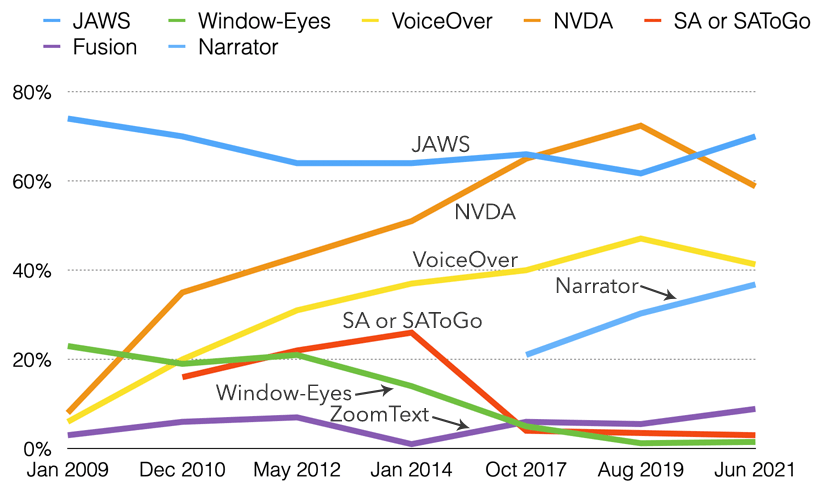 JAWS Window-Eyes VoiceOver NVDA SA or SAToGo
Fusion Narrator
80%
JAWS
60%
NVDA
VoiceOver
40%
Narrator
SA or SAToGo
20%
Window-Eyes
ZoomText
0%
Jan 2009 Dec 2010 May 2012 Jan 2014 Oct 2017 Aug 2019 Jun 2021